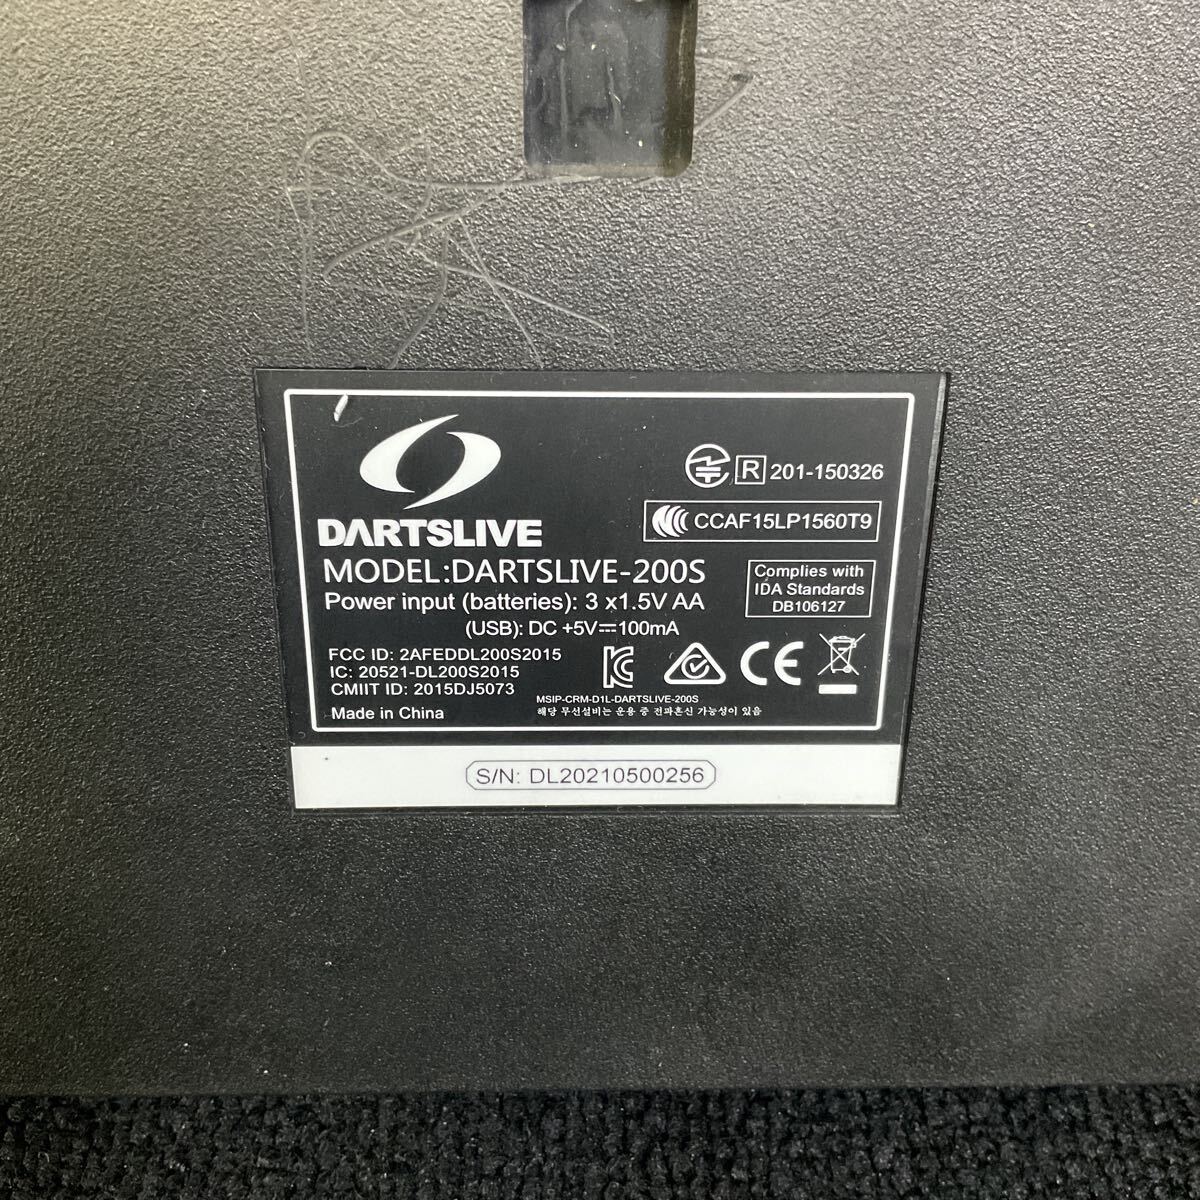 DARTSLIVE
R 201-150326
CCAF15LP1560T9
MODEL:DARTSLIVE-200S
Power input (batteries): 3 x1.5V AA
(USB): DC +5V⎓100mA
Complies with
IDA Standards
DB106127
FCC ID: 2AFEDDL200S2015
IC: 20521-DL200S2015
CMIIT ID: 2015DJ5073
Made in China
CE
MSIP-CRM-D1L-DARTSLIVE-200S
해당 무선설비는 운용 중 전파혼신 가능성이 있음
S/N: DL20210500256